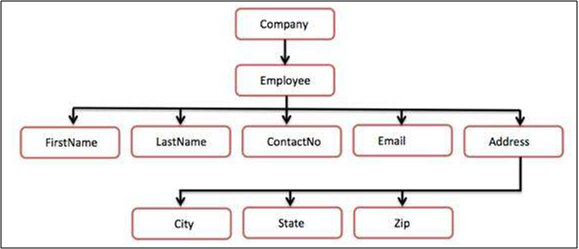 Company
Employee
FirstName
LastName
ContactNo
Email
Address
City
State
Zip